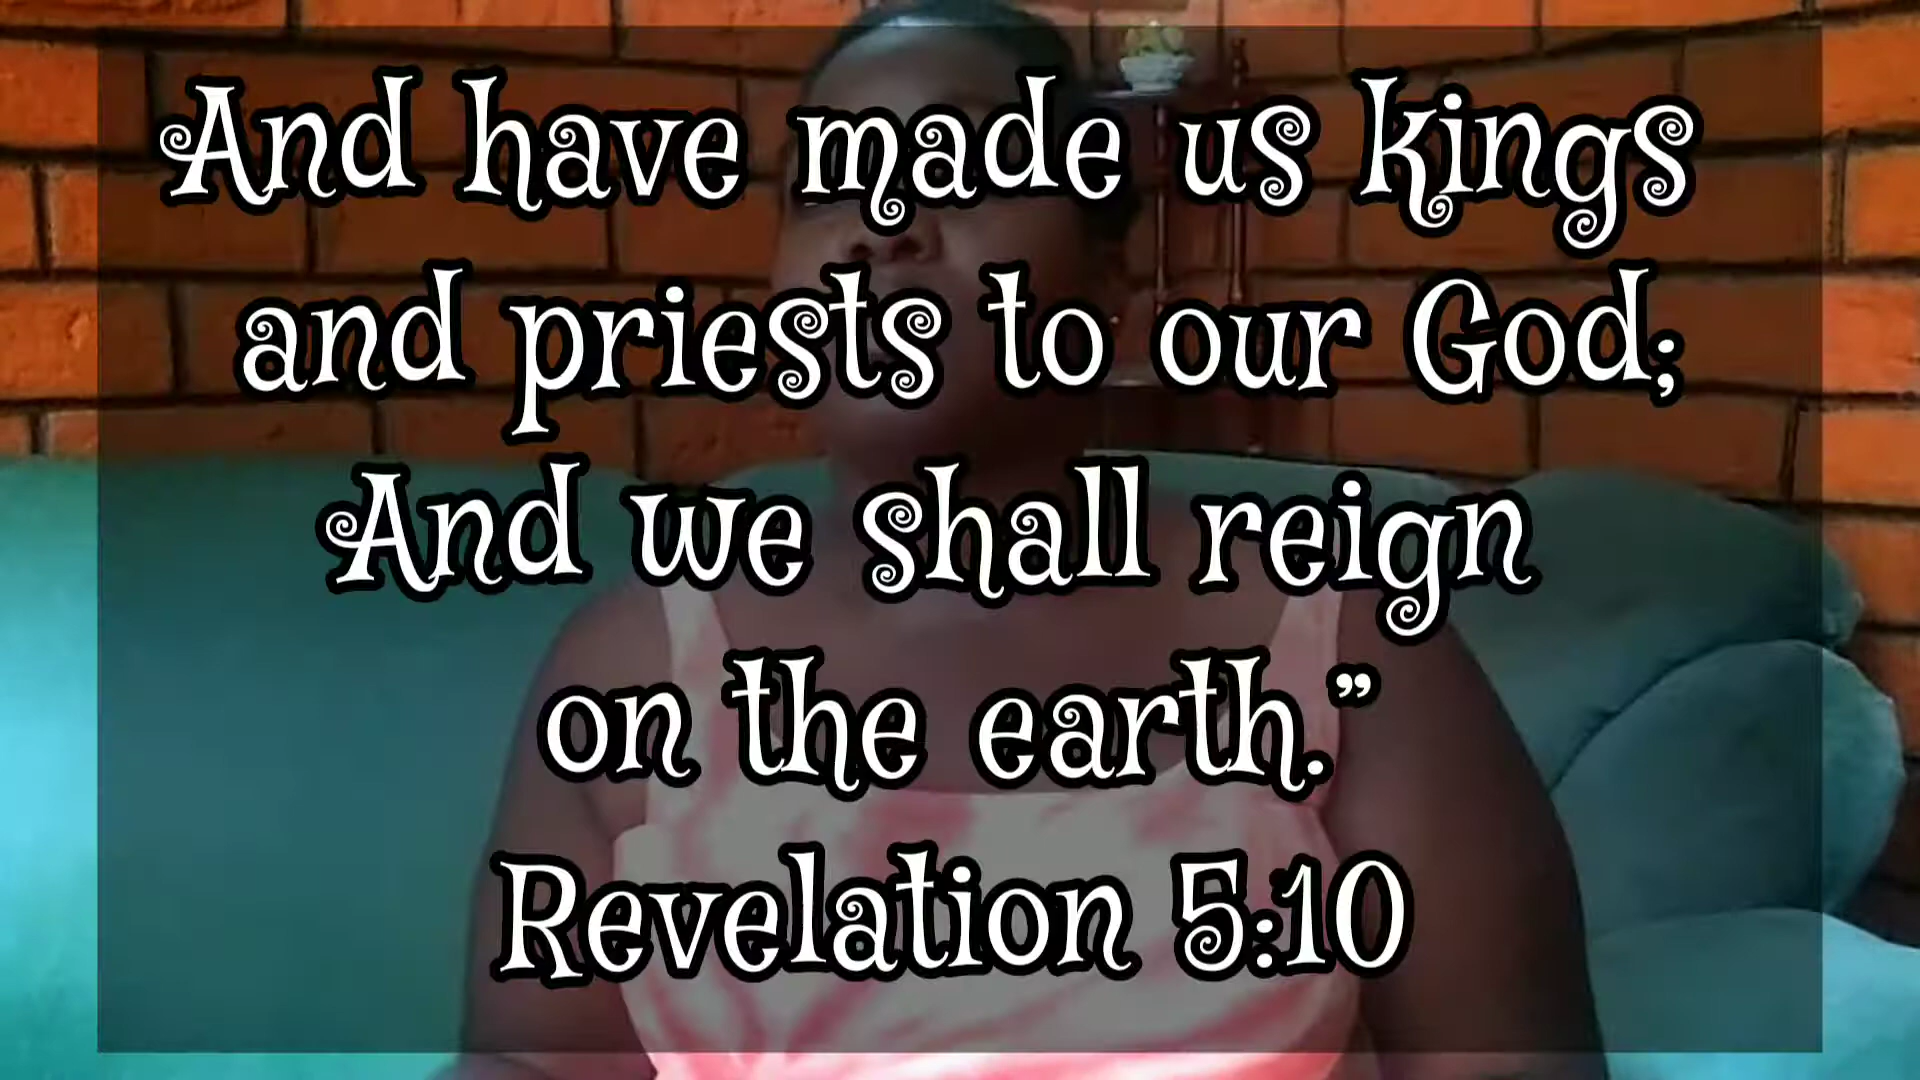 And have made us kings
and priests to our God;
And we shall reign
on the earth.”
Revelation 5:10